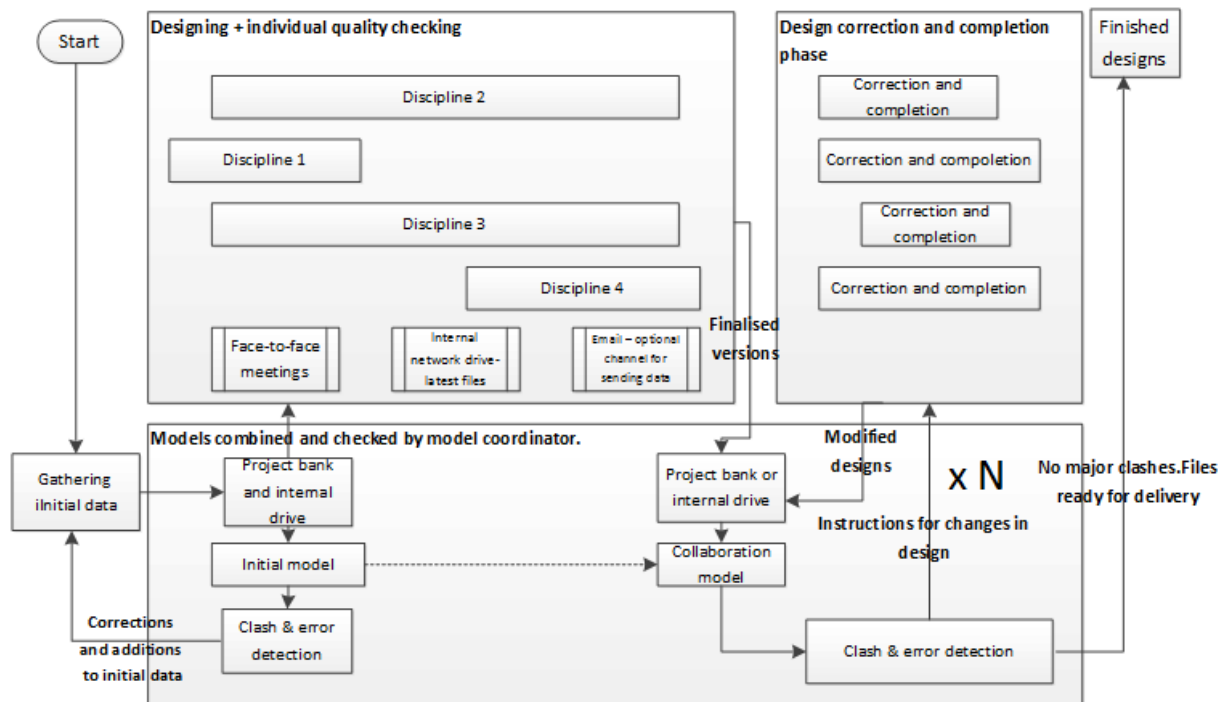 Start
Designing + individual quality checking
Discipline 2
Discipline 1
Discipline 3
Discipline 4
Face-to-face
meetings
Internal
network drive-
latest files
Email – optional
channel for
sending data
Finalised
versions
Design correction and completion
phase
Correction and
completion
Correction and compoletion
Correction and
completion
Correction and completion
Finished
designs
Models combined and checked by model coordinator.
Gathering
iInitial data
Project bank
and internal
drive
Initial model
Clash & error
detection
Corrections
and additions
to initial data
Project bank or
internal drive
Collaboration
model
Modified
designs
x N
Instructions for changes in
design
Clash & error detection
No major clashes.Files
ready for delivery